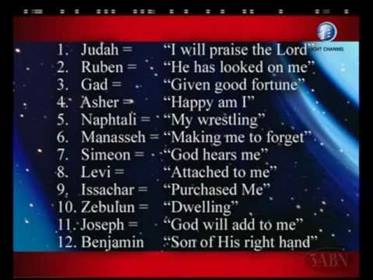 1. Judah = "I will praise the Lord"
2. Ruben = "He has looked on me"
3. Gad = "Given good fortune"
4. Asher = "Happy am I"
5. Naphtali = "My wrestling"
6. Manasseh = "Making me to forget"
7. Simeon = "God hears me"
8. Levi = "Attached to me"
9. Issachar = "Purchased Me"
10. Zebulun = "Dwelling"
11. Joseph = "God will add to me"
12. Benjamin "Son of His right hand"
3ABN